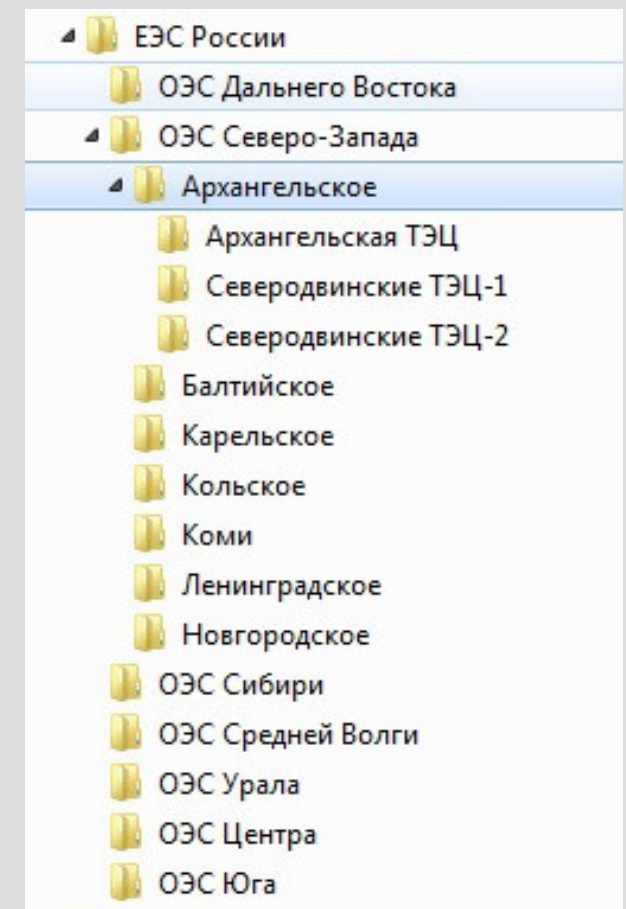 ЕЭС России
ОЭС Дальнего Востока
ОЭС Северо-Запада
Архангельское
Архангельская ТЭЦ
Северодвинские ТЭЦ-1
Северодвинские ТЭЦ-2
Балтийское
Карельское
Кольское
Коми
Ленинградское
Новгородское
ОЭС Сибири
ОЭС Средней Волги
ОЭС Урала
ОЭС Центра
ОЭС Юга